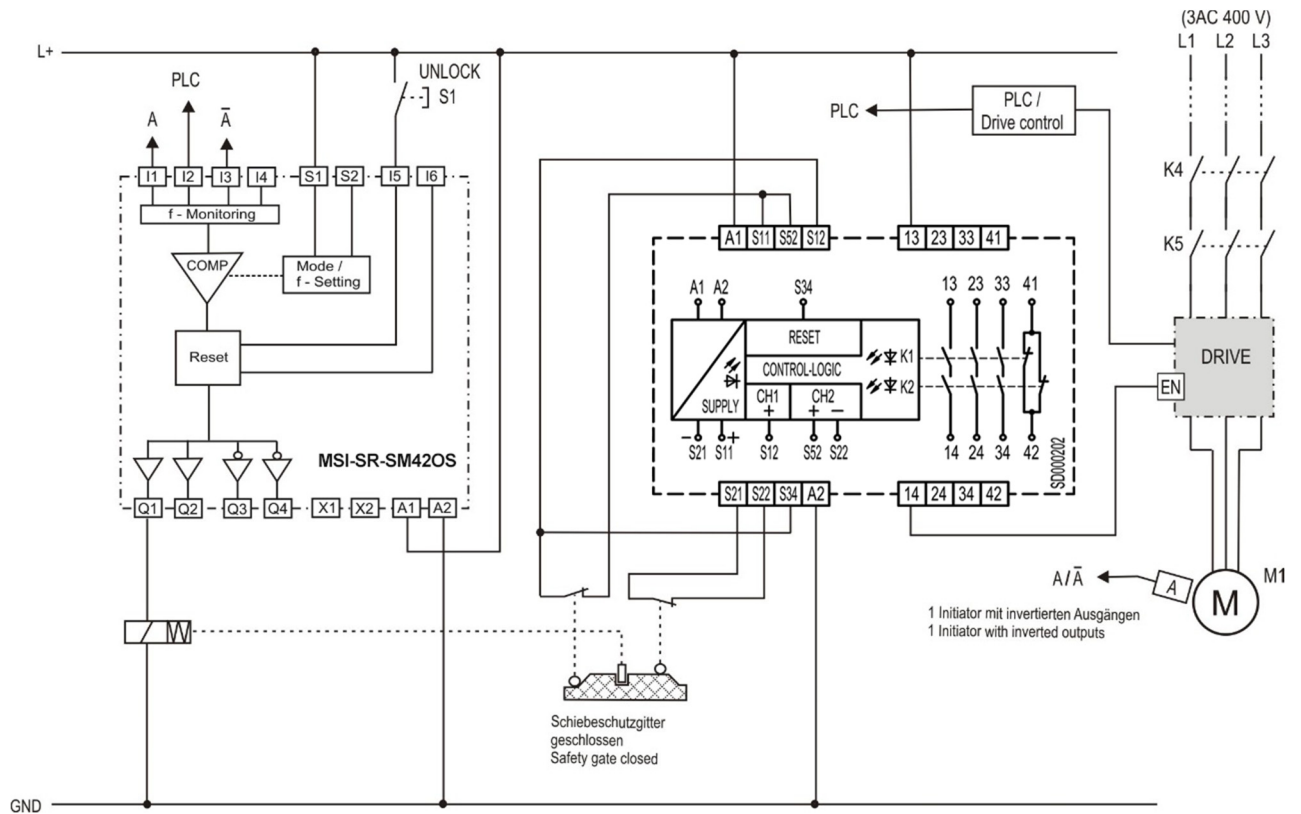 (3AC 400 V)
L1 L2 L3
L+
PLC
UNLOCK
S1
A
A̅
PLC
PLC /
Drive control
K4
K5
I1 I2 I3 I4 S1 S2 I5 I6
f - Monitoring
COMP
Mode /
f - Setting
Reset
MSI-SR-SM42OS
Q1 Q2 Q3 Q4 X1 X2 A1 A2
A1 S11 S52 S12
13 23 33 41
A1 A2 S34
13 23 33 41
RESET
CONTROL-LOGIC
K1
K2
SUPPLY
CH1
+
CH2
+ −
− S21 S11 + S12 S52 S22
14 24 34 42
SD000202
S21 S22 S34 A2
14 24 34 42
DRIVE
EN
A/A̅
A
M
M1
1 Initiator mit invertierten Ausgängen
1 Initiator with inverted outputs
Schiebeschutzgitter
geschlossen
Safety gate closed
GND